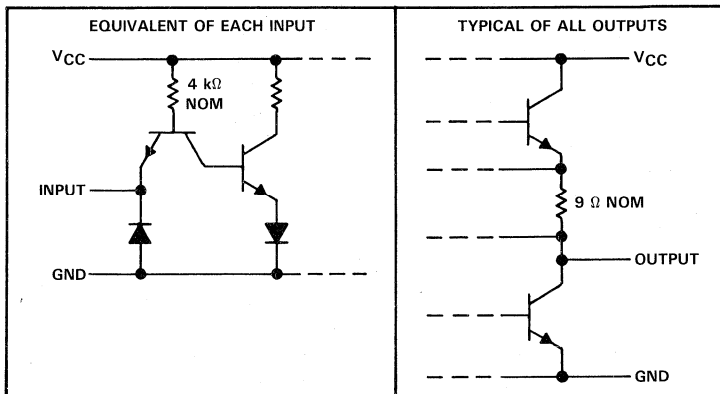 EQUIVALENT OF EACH INPUT
VCC
4 kΩ
NOM
INPUT
GND
TYPICAL OF ALL OUTPUTS
VCC
9 Ω NOM
OUTPUT
GND